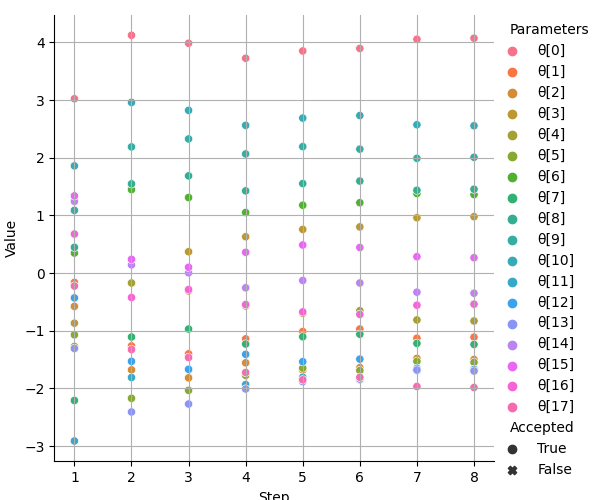 Parameters
θ[0]
θ[1]
θ[2]
θ[3]
θ[4]
θ[5]
θ[6]
θ[7]
θ[8]
θ[9]
θ[10]
θ[11]
θ[12]
θ[13]
θ[14]
θ[15]
θ[16]
θ[17]
Accepted
True
False
Value
4
3
2
1
0
−1
−2
−3
1 2 3 4 5 6 7 8
Step